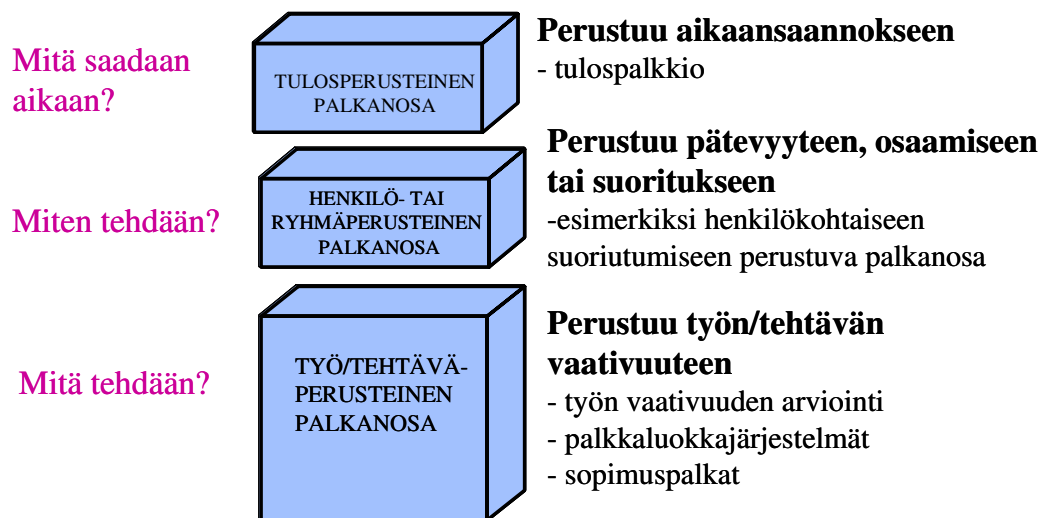 Mitä saadaan
aikaan?
TULOSPERUSTEINEN
PALKANOSA
Perustuu aikaansaannokseen
- tulospalkkio
Miten tehdään?
HENKILÖ- TAI
RYHMÄPERUSTEINEN
PALKANOSA
Perustuu pätevyyteen, osaamiseen
tai suoritukseen
-esimerkiksi henkilökohtaiseen
suoriutumiseen perustuva palkanosa
Mitä tehdään?
TYÖ/TEHTÄVÄ-
PERUSTEINEN
PALKANOSA
Perustuu työn/tehtävän
vaativuuteen
- työn vaativuuden arviointi
- palkkaluokkajärjestelmät
- sopimuspalkat